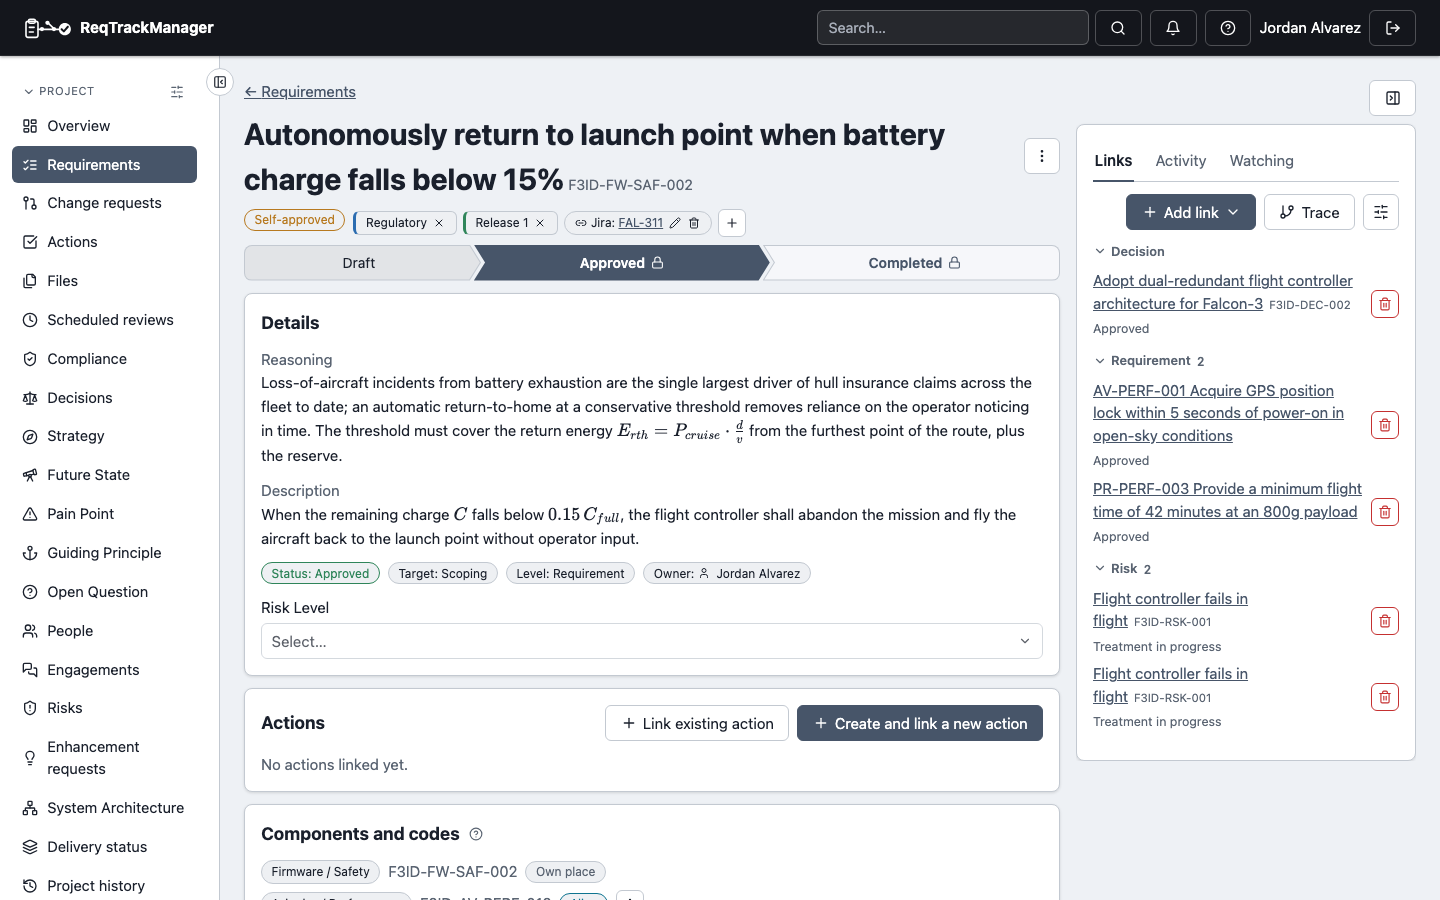 ReqTrackManager
Search...
Jordan Alvarez
PROJECT
Overview
Requirements
Change requests
Actions
Files
Scheduled reviews
Compliance
Decisions
Strategy
Future State
Pain Point
Guiding Principle
Open Question
People
Engagements
Risks
Enhancement
requests
System Architecture
Delivery status
Project history
← Requirements
Autonomously return to launch point when battery
charge falls below 15% F3ID-FW-SAF-002
Self-approved
Regulatory ×
Release 1 ×
Jira: FAL-311
Draft
Approved
Completed
Details
Reasoning
Loss-of-aircraft incidents from battery exhaustion are the single largest driver of hull insurance claims across the
fleet to date; an automatic return-to-home at a conservative threshold removes reliance on the operator noticing
in time. The threshold must cover the return energy E_rth = P_cruise · d/v from the furthest point of the route, plus
the reserve.
Description
When the remaining charge C falls below 0.15 C_full, the flight controller shall abandon the mission and fly the
aircraft back to the launch point without operator input.
Status: Approved
Target: Scoping
Level: Requirement
Owner: Jordan Alvarez
Risk Level
Select...
Actions
+ Link existing action
+ Create and link a new action
No actions linked yet.
Components and codes
Firmware / Safety
F3ID-FW-SAF-002
Own place
Links
Activity
Watching
+ Add link
Trace
Decision
Adopt dual-redundant flight controller
architecture for Falcon-3 F3ID-DEC-002
Approved
Requirement 2
AV-PERF-001 Acquire GPS position
lock within 5 seconds of power-on in
open-sky conditions
Approved
PR-PERF-003 Provide a minimum flight
time of 42 minutes at an 800g payload
Approved
Risk 2
Flight controller fails in
flight F3ID-RSK-001
Treatment in progress
Flight controller fails in
flight F3ID-RSK-001
Treatment in progress